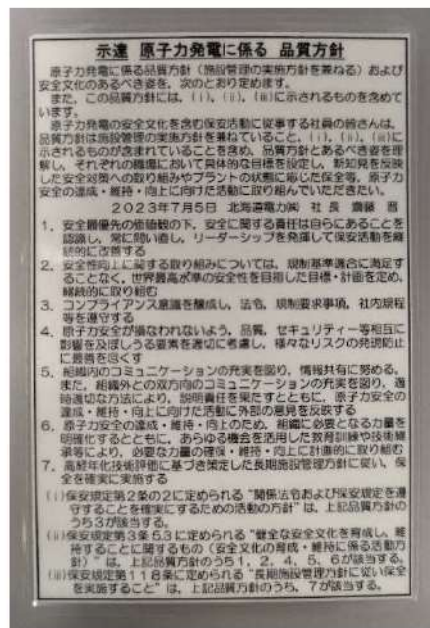 示達 原子力発電に係る 品質方針
原子力発電に係る品質方針（施設管理の実施方針を兼ねる）および
安全文化のあるべき姿を、次のとおり定めます。
また、この品質方針には、(ⅰ)、(ⅱ)、(ⅲ)に示されるものを含めて
います。
原子力発電の安全文化を含む保安活動に従事する社員の皆さんは、
品質方針は施設管理の実施方針を兼ねていること、(ⅰ)、(ⅱ)、(ⅲ)に
示されるものが含まれていることを含め、品質方針とあるべき姿を理
解し、それぞれの職場において具体的な目標を設定し、新知見を反映
した安全対策への取り組みやプラントの状態に応じた保全等、原子力
安全の達成・維持・向上に向けた活動に取り組んでいただきたい。
2023年7月5日 北海道電力㈱ 社長 齋藤 晋
1．安全最優先の価値観の下、安全に関する責任は自らにあることを
認識し、常に問い直し、リーダーシップを発揮して保安活動を継
続的に改善する
2．安全性向上に関する取り組みについては、規制基準適合に満足す
ることなく、世界最高水準の安全性を目指した目標・計画を定め、
継続的に取り組む
3．コンプライアンス意識を醸成し、法令、規制要求事項、社内規程
等を遵守する
4．原子力安全が損なわれないよう、品質、セキュリティー等相互に
影響を及ぼしうる要素を適切に考慮し、様々なリスクの発現防止
に最善を尽くす
5．組織内のコミュニケーションの充実を図り、情報共有に努める。
また、組織外との双方向のコミュニケーションの充実を図り、適
時適切な方法により、説明責任を果たすとともに、原子力安全の
達成・維持・向上に向けた活動に外部の意見を反映する
6．原子力安全の達成・維持・向上のため、組織に必要となる力量を
明確化するとともに、あらゆる機会を活用した教育訓練や技術継
承等により、必要な力量の確保・維持・向上に計画的に取り組む
7．高経年化技術評価に基づき策定した長期施設管理方針に従い、保
全を確実に実施する
(ⅰ)保安規定第2条の2に定められる“関係法令および保安規定を遵
守することを確実にするための活動の方針”は、上記品質方針の
うち3が該当する。
(ⅱ)保安規定第3条5.3に定められる“健全な安全文化を育成し、維
持することに関するもの（安全文化の育成・維持に係る活動方
針）”は、上記品質方針のうち1、2、4、5、6が該当する。
(ⅲ)保安規定第118条に定められる“長期施設管理方針に従い保全
を実施すること”は、上記品質方針のうち、7が該当する。